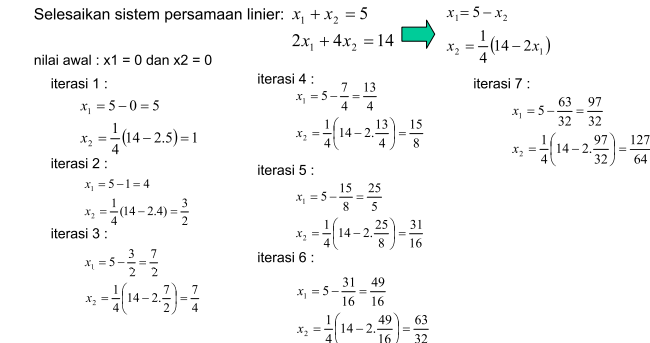 Selesaikan sistem persamaan linier: x₁ + x₂ = 5
2x₁ + 4x₂ = 14
x₁ = 5 − x₂
x₂ = 1/4 (14 − 2x₁)
nilai awal : x1 = 0 dan x2 = 0
iterasi 1 :
x₁ = 5 − 0 = 5
x₂ = 1/4 (14 − 2.5) = 1
iterasi 2 :
x₁ = 5 − 1 = 4
x₂ = 1/4 (14 − 2.4) = 3/2
iterasi 3 :
x₁ = 5 − 3/2 = 7/2
x₂ = 1/4 (14 − 2. 7/2) = 7/4
iterasi 4 :
x₁ = 5 − 7/4 = 13/4
x₂ = 1/4 (14 − 2. 13/4) = 15/8
iterasi 5 :
x₁ = 5 − 15/8 = 25/5
x₂ = 1/4 (14 − 2. 25/8) = 31/16
iterasi 6 :
x₁ = 5 − 31/16 = 49/16
x₂ = 1/4 (14 − 2. 49/16) = 63/32
iterasi 7 :
x₁ = 5 − 63/32 = 97/32
x₂ = 1/4 (14 − 2. 97/32) = 127/64